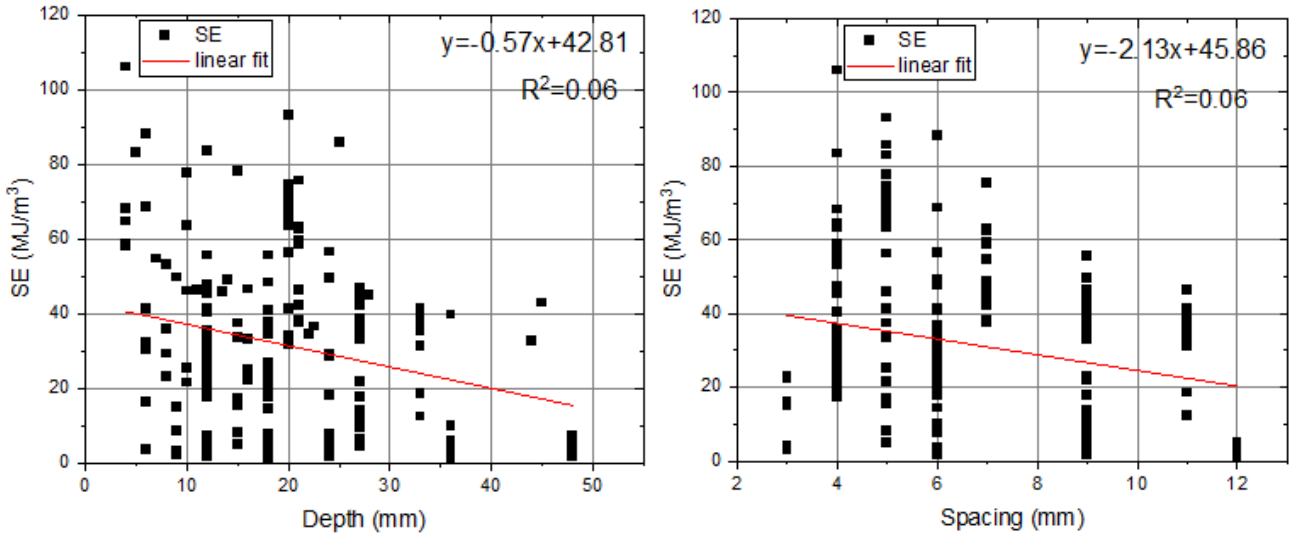 120
100
80
60
40
20
0
SE (MJ/m³)
SE
linear fit
y=-0.57x+42.81
R²=0.06
0 10 20 30 40 50
Depth (mm)
120
100
80
60
40
20
0
SE (MJ/m³)
SE
linear fit
y=-2.13x+45.86
R²=0.06
2 4 6 8 10 12
Spacing (mm)